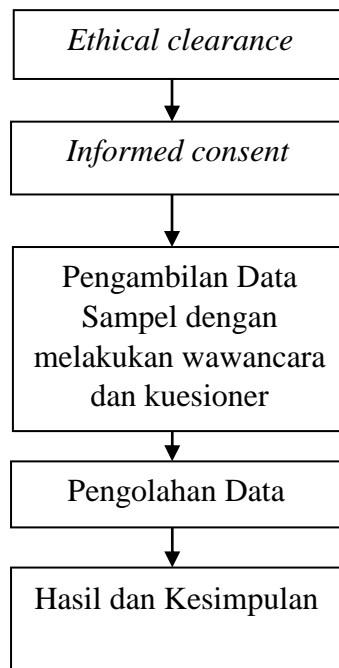 Ethical clearance
Informed consent
Pengambilan Data
Sampel dengan
melakukan wawancara
dan kuesioner
Pengolahan Data
Hasil dan Kesimpulan